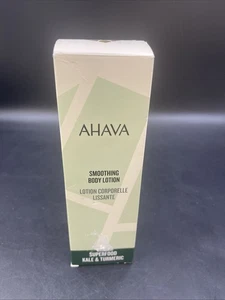 AHAVA
SMOOTHING
BODY LOTION
LOTION CORPORELLE
LISSANTE
SUPERFOOD
KALE & TURMERIC